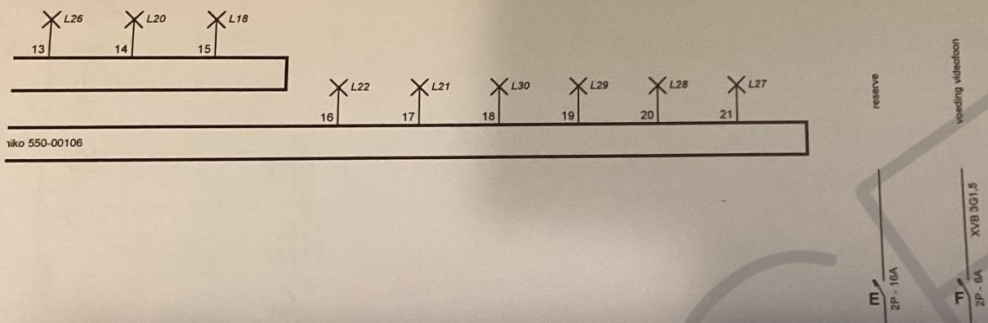 L26 L20 L18
13 14 15
L22 L21 L30 L29 L28 L27
16 17 18 19 20 21
niko 550-00106
reserve
E
2P - 16A
voeding videofoon
XVB 3G1,5
F
2P - 6A